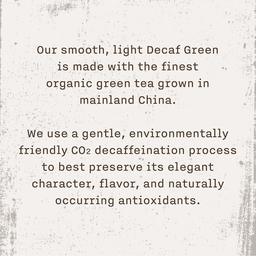 Our smooth, light Decaf Green
is made with the finest
organic green tea grown in
mainland China.
We use a gentle, environmentally
friendly CO₂ decaffeination process
to best preserve its elegant
character, flavor, and naturally
occurring antioxidants.